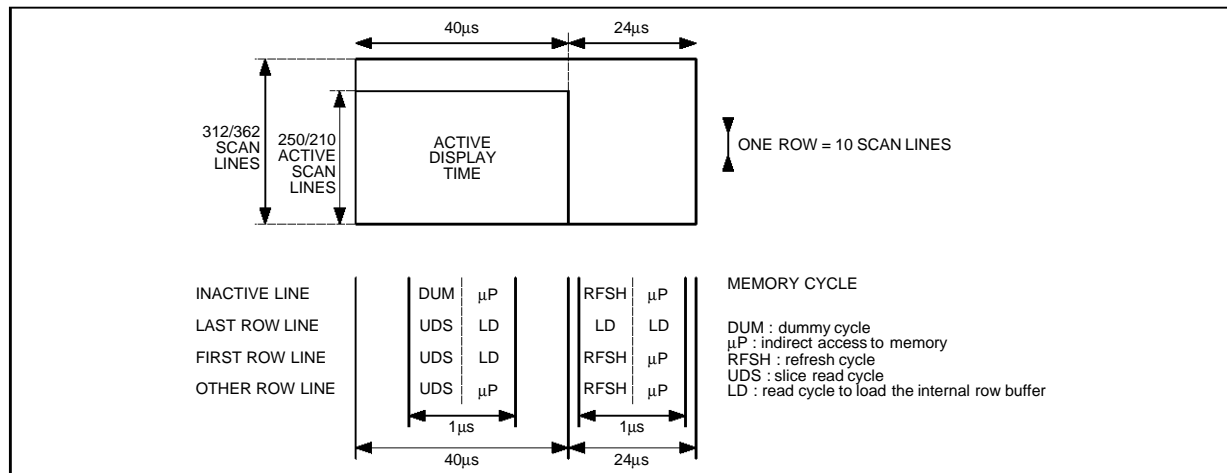 40µs 24µs
312/362
SCAN
LINES
250/210
ACTIVE
SCAN
LINES
ACTIVE
DISPLAY
TIME
ONE ROW = 10 SCAN LINES
INACTIVE LINE DUM µP RFSH µP
LAST ROW LINE UDS LD LD LD
FIRST ROW LINE UDS LD RFSH µP
OTHER ROW LINE UDS µP RFSH µP
1µs 1µs
40µs 24µs
MEMORY CYCLE
DUM : dummy cycle
µP : indirect access to memory
RFSH : refresh cycle
UDS : slice read cycle
LD : read cycle to load the internal row buffer